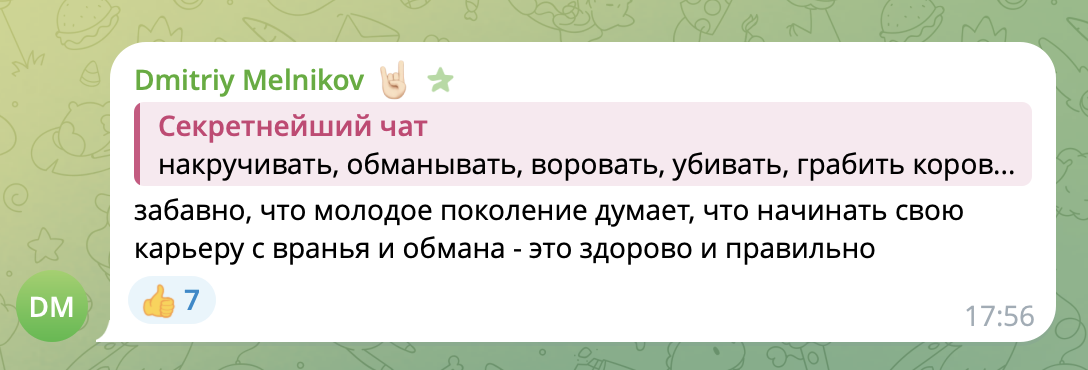 Dmitriy Melnikov 🤘🏻
Секретнейший чат
накручивать, обманывать, воровать, убивать, грабить коров...
забавно, что молодое поколение думает, что начинать свою
карьеру с вранья и обмана - это здорово и правильно
👍 7
DM
17:56